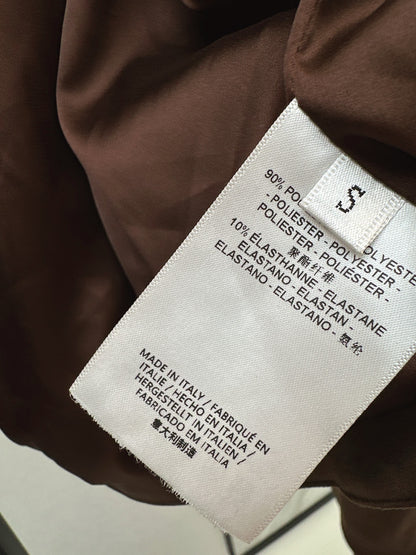 S
90% POL POLYESTER
- POLIESTER - POLYESTER -
POLIESTER - POLIÉSTER -
聚酯纤维
10% ÉLASTHANNE - ELASTANE
- ELASTANO - ELASTAN -
ELASTANO - ELASTANO - 氨纶
MADE IN ITALY / FABRIQUÉ EN
ITALIE / HECHO EN ITALIA /
HERGESTELLT IN ITALIEN /
FABRICADO EM ITALIA
意大利制造